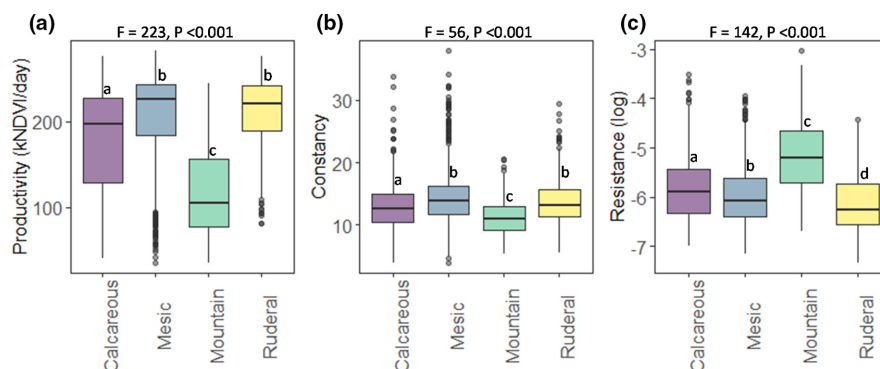 (a)
F = 223, P <0.001
Productivity (kNDVI/day)
200
100
a
b
c
b
Calcareous
Mesic
Mountain
Ruderal
(b)
F = 56, P <0.001
Constancy
30
20
10
a
b
c
b
Calcareous
Mesic
Mountain
Ruderal
(c)
F = 142, P <0.001
Resistance (log)
-3
-4
-5
-6
-7
a
b
c
d
Calcareous
Mesic
Mountain
Ruderal